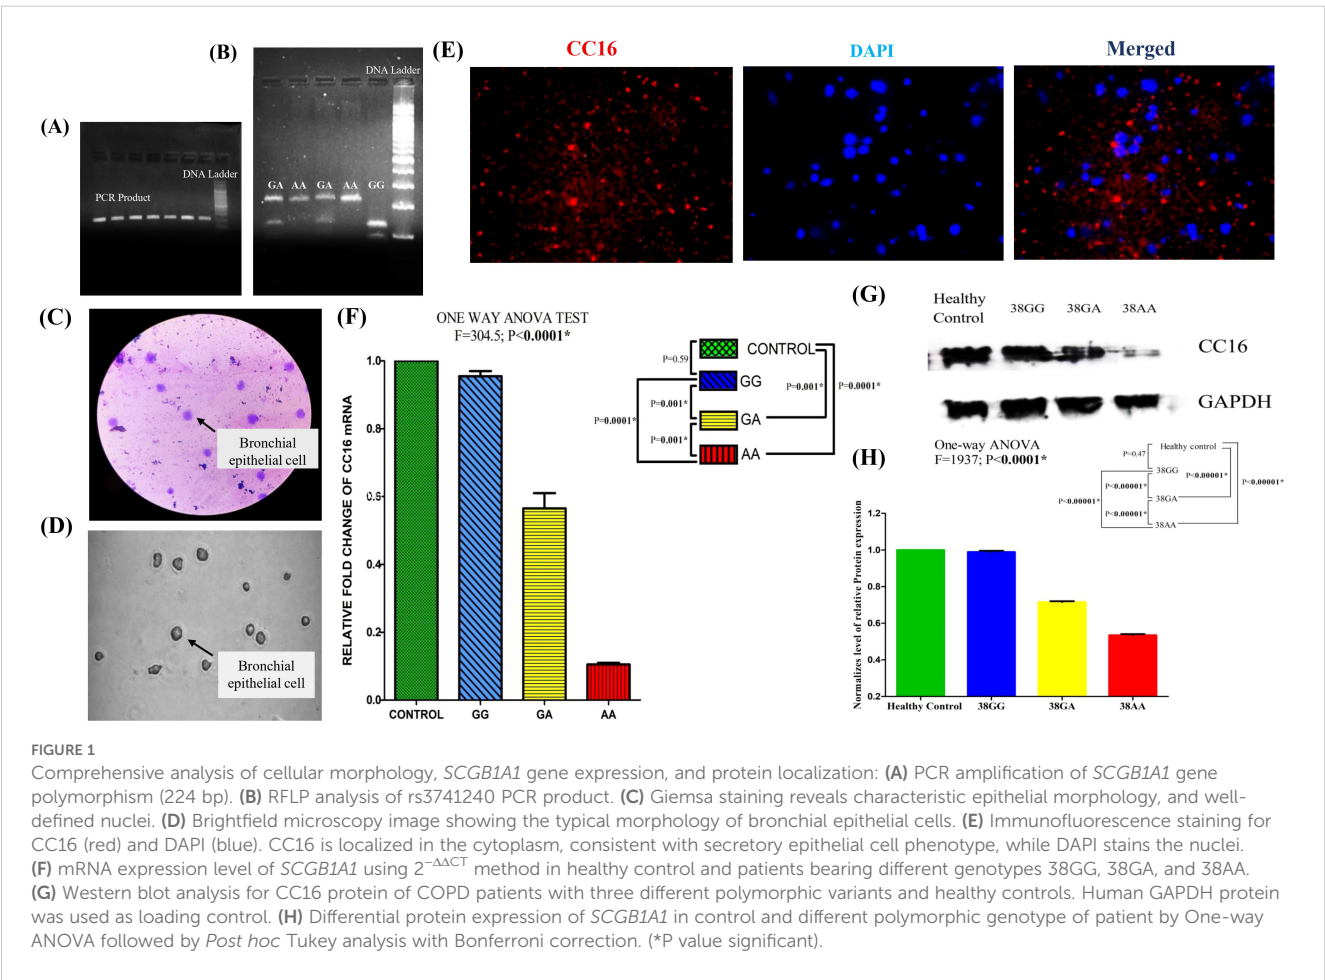 (A)
PCR Product
DNA Ladder
(B)
DNA Ladder
GA AA GA AA GG
(C)
Bronchial
epithelial cell
(D)
Bronchial
epithelial cell
(E)
CC16 DAPI Merged
(F)
ONE WAY ANOVA TEST
F=304.5; P<0.0001*
RELATIVE FOLD CHANGE OF CC16 mRNA
1.0
0.8
0.6
0.4
0.2
0.0
CONTROL GG GA AA
CONTROL
GG
GA
AA
P=0.59
P=0.001*
P=0.001*
P=0.0001*
P=0.001*
P=0.0001*
(G)
Healthy
Control
38GG 38GA 38AA
CC16
GAPDH
(H)
One-way ANOVA
F=1937; P<0.0001*
Healthy control
38GG
38GA
38AA
P=0.47
P<0.00001*
P<0.00001*
P<0.00001*
P<0.00001*
P<0.00001*
Normalizes level of relative Protein expression
1.2
1.0
0.8
0.6
0.4
0.2
Healthy Control 38GG 38GA 38AA
FIGURE 1
Comprehensive analysis of cellular morphology, SCGB1A1 gene expression, and protein localization: (A) PCR amplification of SCGB1A1 gene
polymorphism (224 bp). (B) RFLP analysis of rs3741240 PCR product. (C) Giemsa staining reveals characteristic epithelial morphology, and well-
defined nuclei. (D) Brightfield microscopy image showing the typical morphology of bronchial epithelial cells. (E) Immunofluorescence staining for
CC16 (red) and DAPI (blue). CC16 is localized in the cytoplasm, consistent with secretory epithelial cell phenotype, while DAPI stains the nuclei.
(F) mRNA expression level of SCGB1A1 using 2−ΔΔCT method in healthy control and patients bearing different genotypes 38GG, 38GA, and 38AA.
(G) Western blot analysis for CC16 protein of COPD patients with three different polymorphic variants and healthy controls. Human GAPDH protein
was used as loading control. (H) Differential protein expression of SCGB1A1 in control and different polymorphic genotype of patient by One-way
ANOVA followed by Post hoc Tukey analysis with Bonferroni correction. (*P value significant).